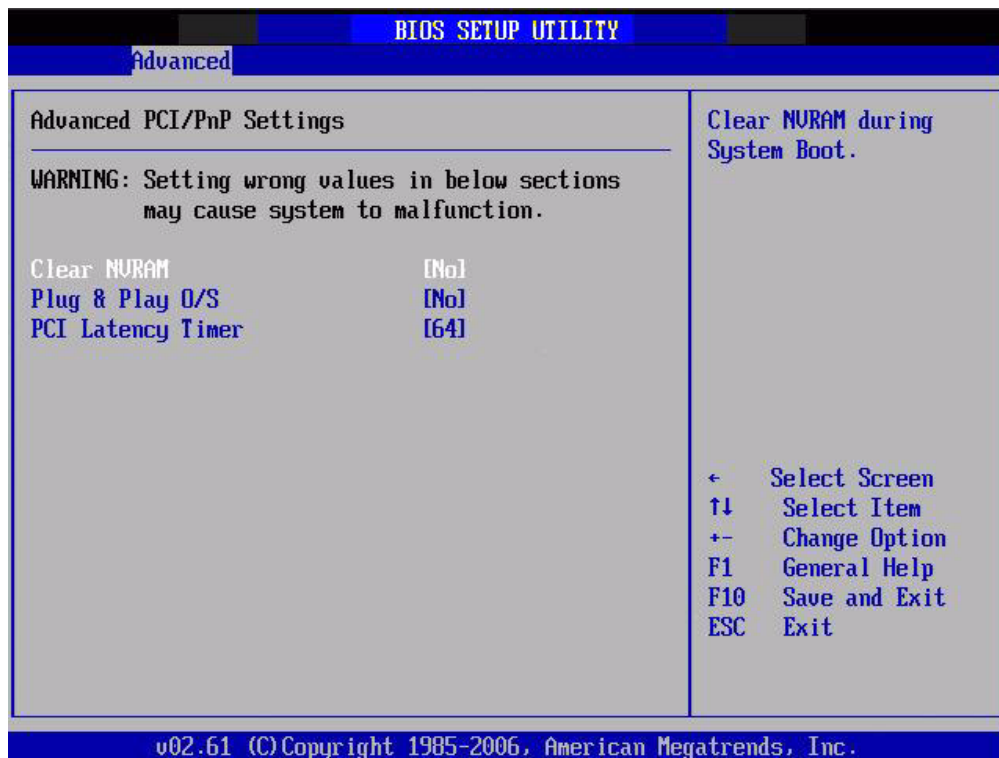 BIOS SETUP UTILITY
Advanced
Advanced PCI/PnP Settings
WARNING: Setting wrong values in below sections
may cause system to malfunction.
Clear NVRAM [No]
Plug & Play O/S [No]
PCI Latency Timer [64]
Clear NVRAM during
System Boot.
← Select Screen
↑↓ Select Item
+- Change Option
F1 General Help
F10 Save and Exit
ESC Exit
v02.61 (C)Copyright 1985-2006, American Megatrends, Inc.